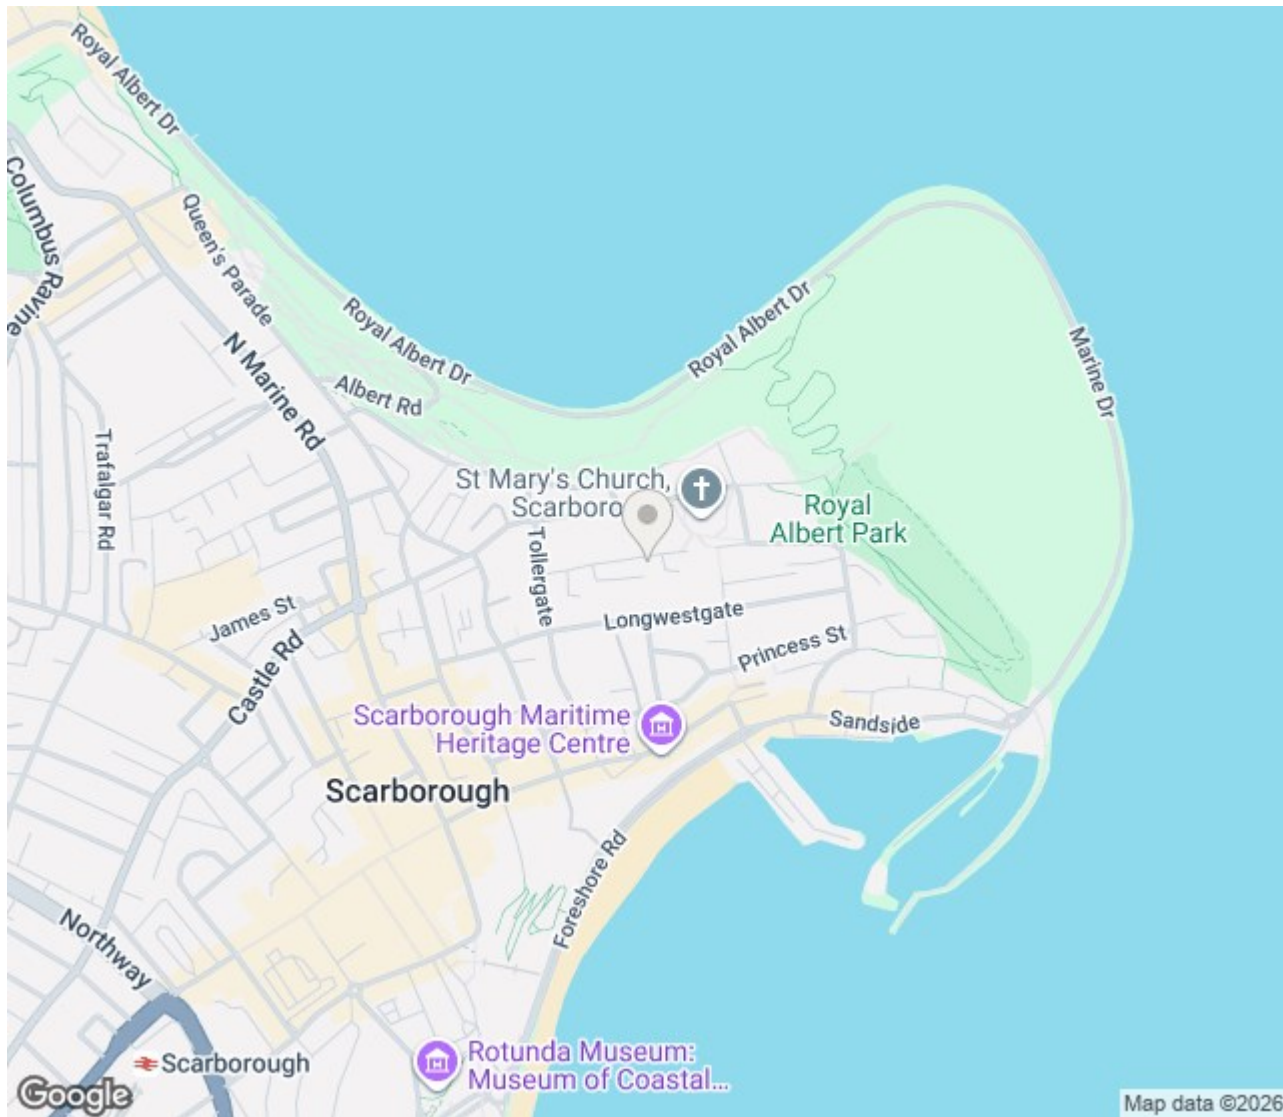 Royal Albert Dr
Columbus Ravine
Queen's Parade
Royal Albert Dr
Royal Albert Dr
Marine Dr
N Marine Rd
Albert Rd
Trafalgar Rd
St Mary's Church,
Scarboro
Royal
Albert Park
Tollergate
James St
Longwestgate
Castle Rd
Princess St
Scarborough Maritime
Heritage Centre
Sandside
Scarborough
Foreshore Rd
Northway
Scarborough
Rotunda Museum:
Museum of Coastal...
Google
Map data ©2026